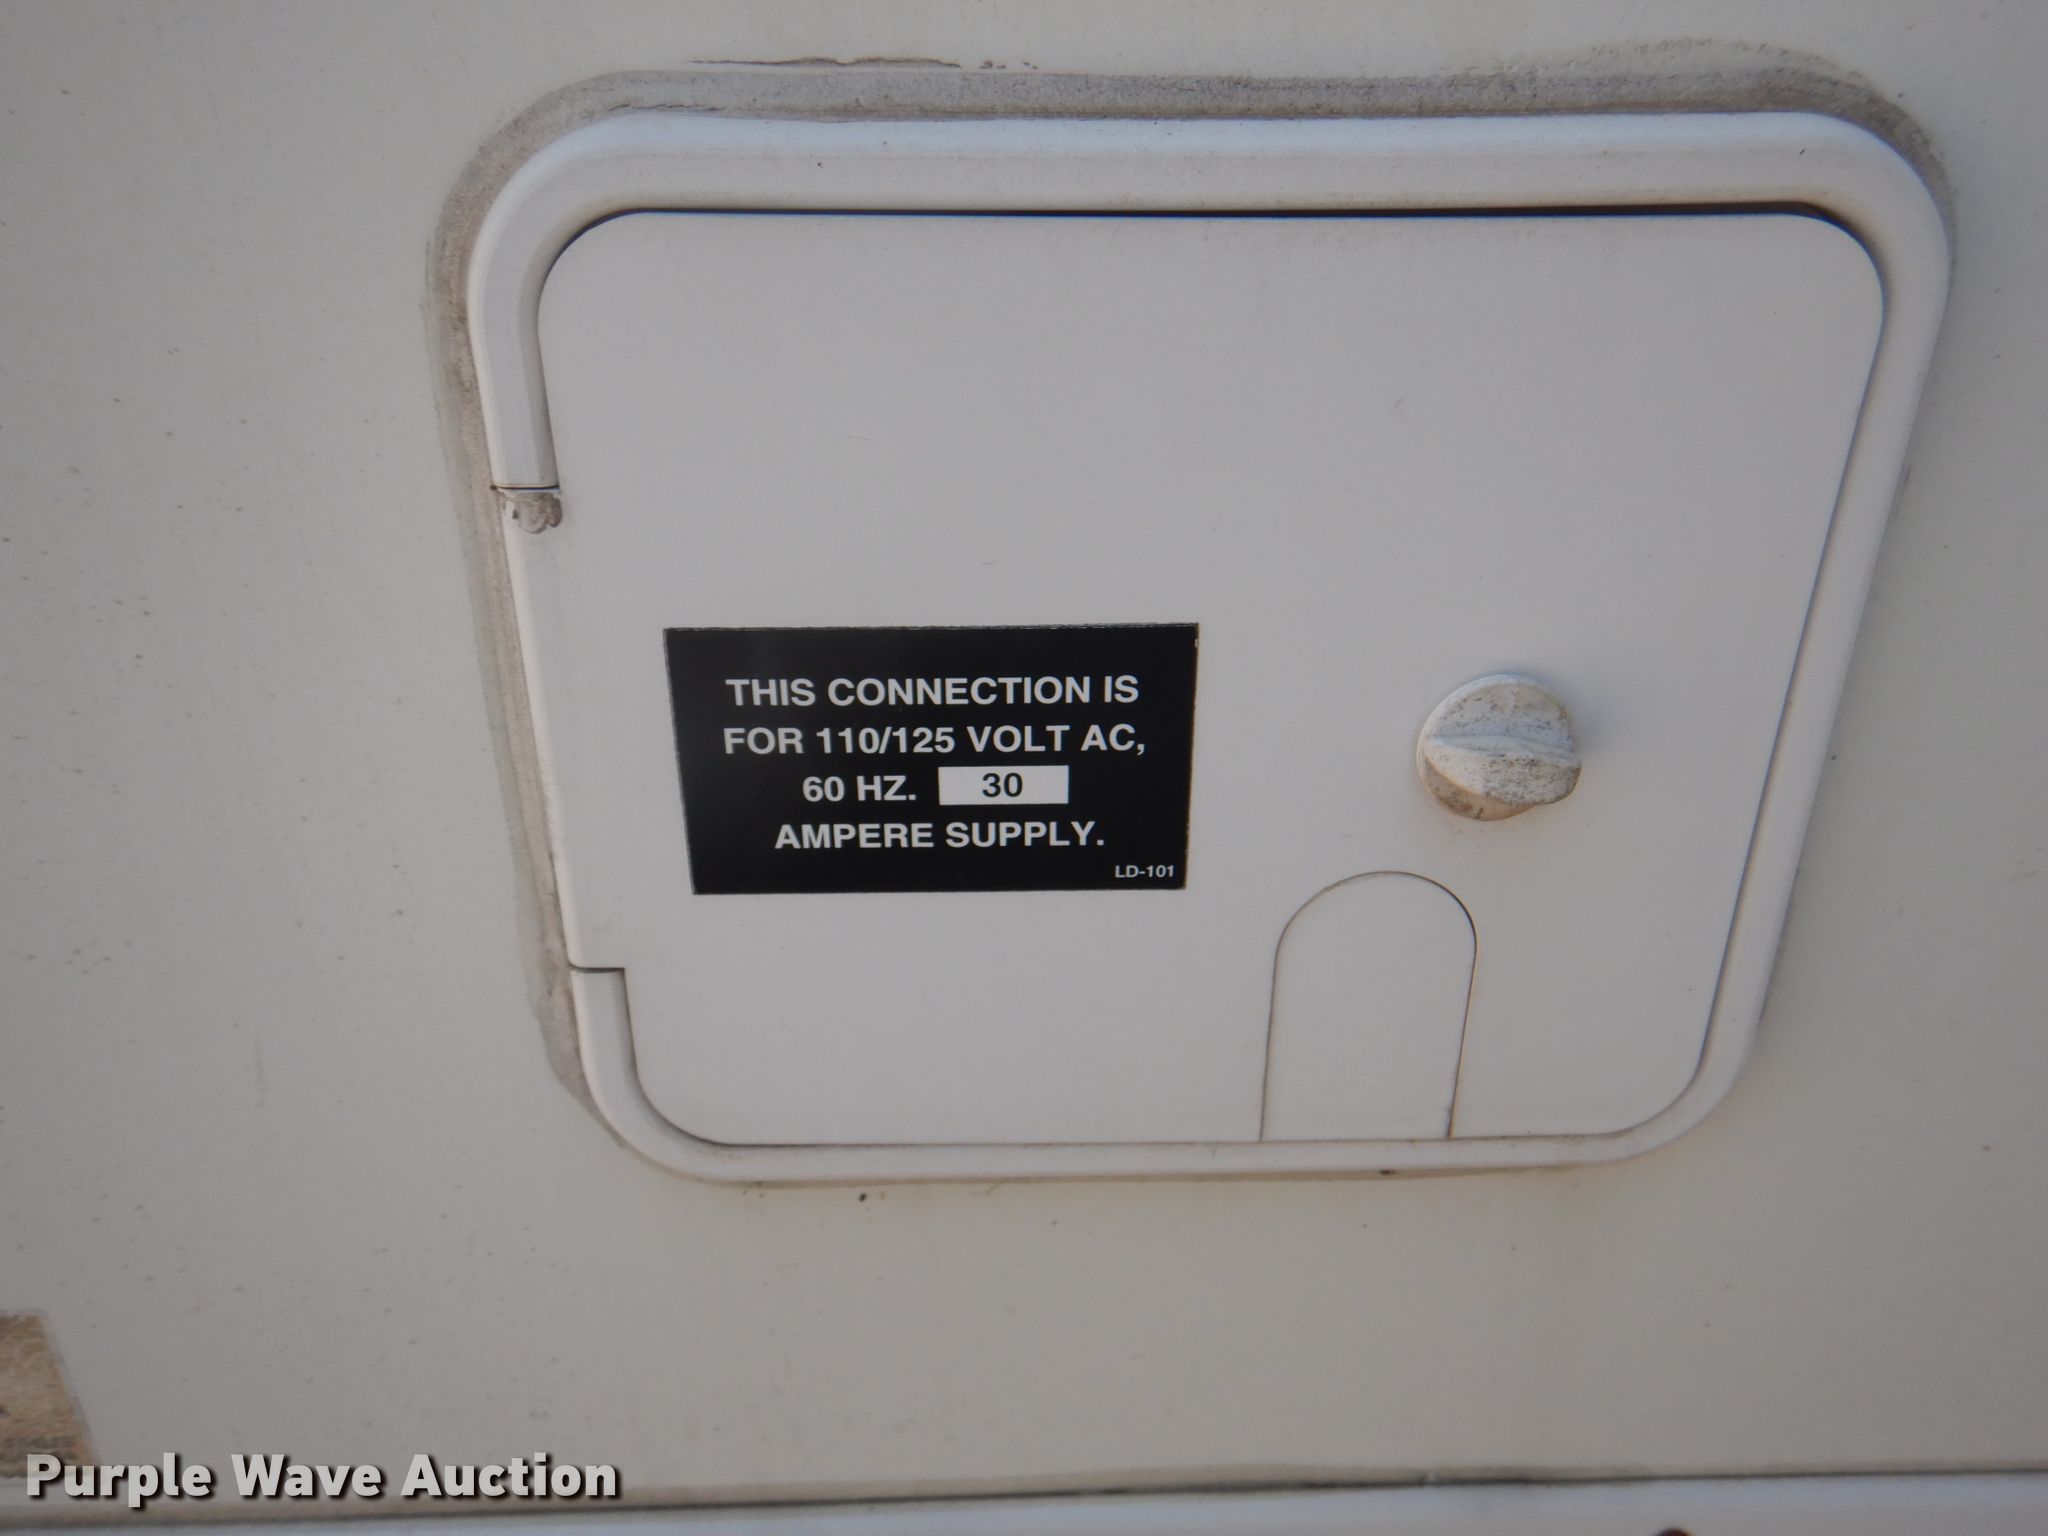 THIS CONNECTION IS
FOR 110/125 VOLT AC,
60 HZ. 30
AMPERE SUPPLY.
LD-101
Purple Wave Auction